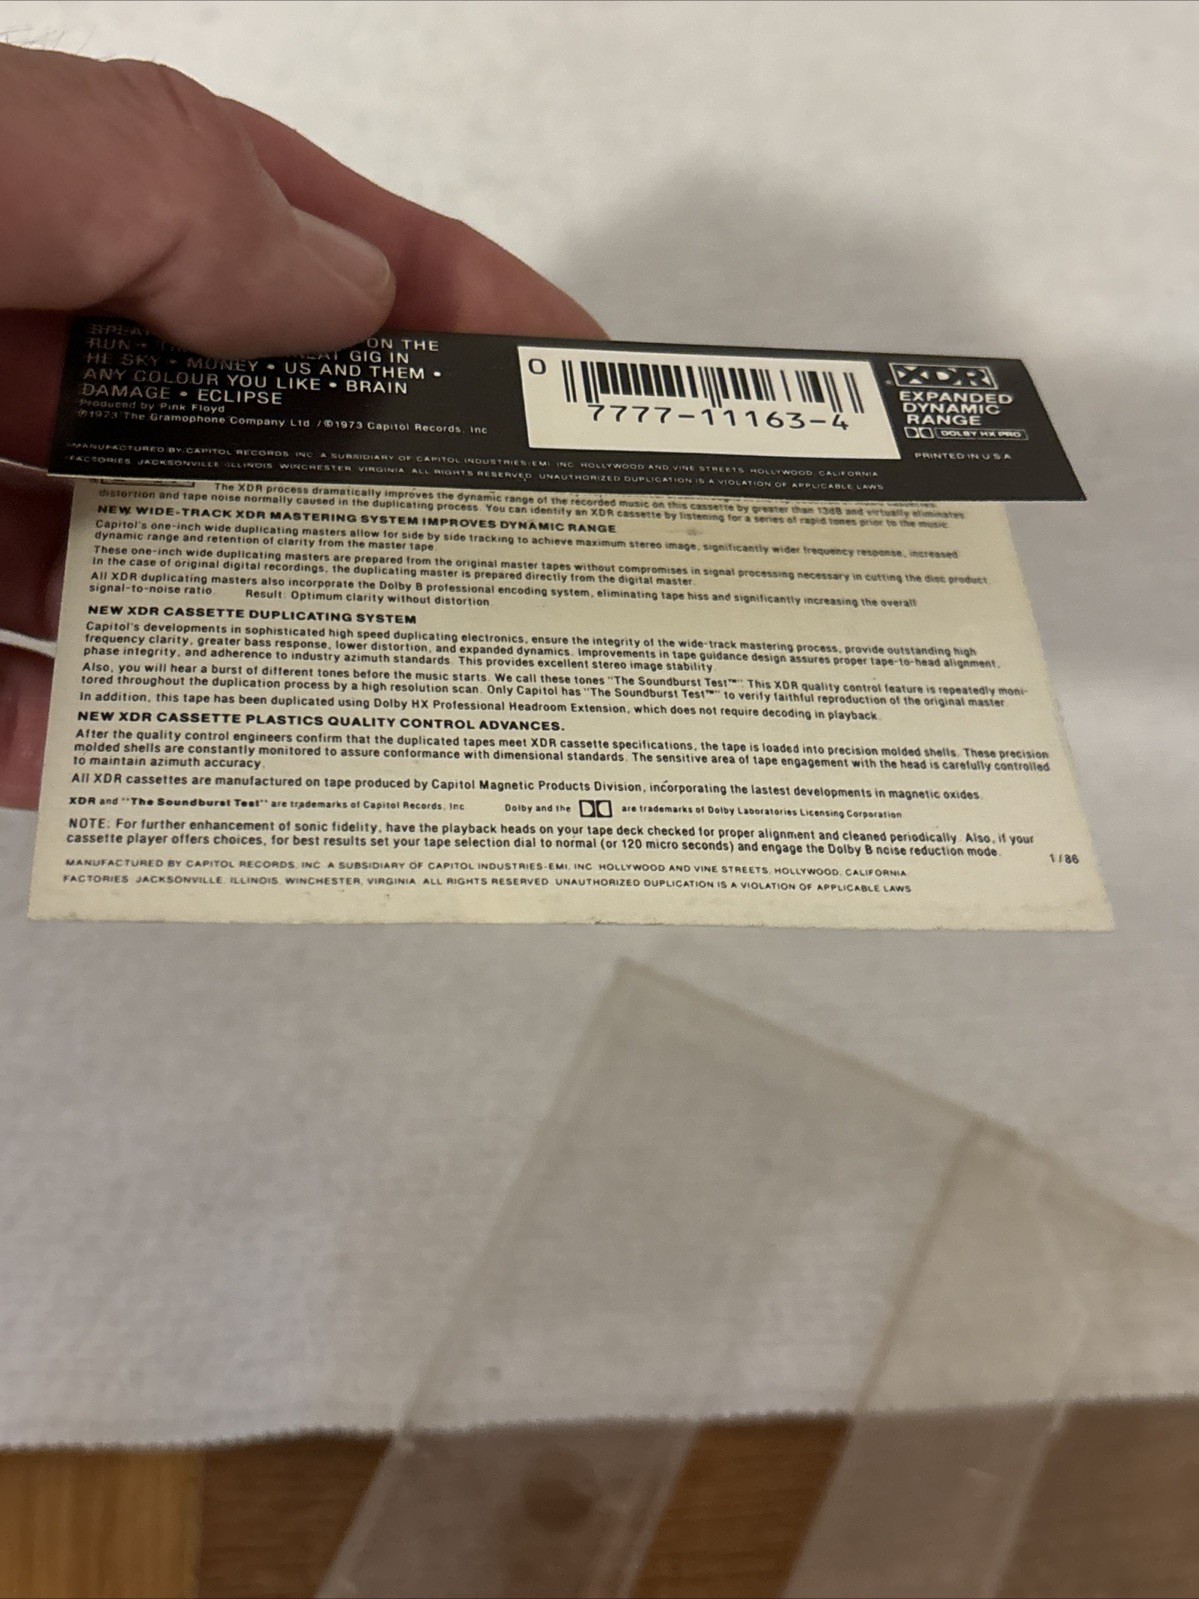 RUN • ON THE
GIG IN
HE SKY • MONEY • US AND THEM •
ANY COLOUR YOU LIKE • BRAIN
DAMAGE • ECLIPSE
Produced by Pink Floyd
℗1973 The Gramophone Company Ltd /©1973 Capitol Records, Inc
0
7777-11163-4
XDR
EXPANDED
DYNAMIC
RANGE
DOLBY HX PRO
PRINTED IN U S A
MANUFACTURED BY CAPITOL RECORDS, INC A SUBSIDIARY OF CAPITOL INDUSTRIES-EMI, INC HOLLYWOOD AND VINE STREETS, HOLLYWOOD, CALIFORNIA
FACTORIES JACKSONVILLE ILLINOIS WINCHESTER, VIRGINIA ALL RIGHTS RESERVED UNAUTHORIZED DUPLICATION IS A VIOLATION OF APPLICABLE LAWS
The XDR process dramatically improves the dynamic range of the recorded music on this cassette by greater than 13dB and virtually eliminates
distortion and tape noise normally caused in the duplicating process. You can identify an XDR cassette by listening for a series of rapid tones prior to the music
NEW WIDE-TRACK XDR MASTERING SYSTEM IMPROVES DYNAMIC RANGE
Capitol's one-inch wide duplicating masters allow for side by side tracking to achieve maximum stereo image, significantly wider frequency response, increased
dynamic range and retention of clarity from the master tape.
These one-inch wide duplicating masters are prepared from the original master tapes without compromises in signal processing necessary in cutting the disc product.
In the case of original digital recordings, the duplicating master is prepared directly from the digital master.
All XDR duplicating masters also incorporate the Dolby B professional encoding system, eliminating tape hiss and significantly increasing the overall
signal-to-noise ratio. Result: Optimum clarity without distortion.
NEW XDR CASSETTE DUPLICATING SYSTEM
Capitol's developments in sophisticated high speed duplicating electronics, ensure the integrity of the wide-track mastering process, provide outstanding high
frequency clarity, greater bass response, lower distortion, and expanded dynamics. Improvements in tape guidance design assures proper tape-to-head alignment,
phase integrity, and adherence to industry azimuth standards. This provides excellent stereo image stability.
Also, you will hear a burst of different tones before the music starts. We call these tones "The Soundburst Test™" This XDR quality control feature is repeatedly moni-
tored throughout the duplication process by a high resolution scan. Only Capitol has "The Soundburst Test™" to verify faithful reproduction of the original master.
In addition, this tape has been duplicated using Dolby HX Professional Headroom Extension, which does not require decoding in playback.
NEW XDR CASSETTE PLASTICS QUALITY CONTROL ADVANCES.
After the quality control engineers confirm that the duplicated tapes meet XDR cassette specifications, the tape is loaded into precision molded shells. These precision
molded shells are constantly monitored to assure conformance with dimensional standards. The sensitive area of tape engagement with the head is carefully controlled
to maintain azimuth accuracy.
All XDR cassettes are manufactured on tape produced by Capitol Magnetic Products Division, incorporating the lastest developments in magnetic oxides.
XDR and "The Soundburst Test" are trademarks of Capitol Records, Inc Dolby and the are trademarks of Dolby Laboratories Licensing Corporation
NOTE: For further enhancement of sonic fidelity, have the playback heads on your tape deck checked for proper alignment and cleaned periodically. Also, if your
cassette player offers choices, for best results set your tape selection dial to normal (or 120 micro seconds) and engage the Dolby B noise reduction mode.
1/86
MANUFACTURED BY CAPITOL RECORDS, INC A SUBSIDIARY OF CAPITOL INDUSTRIES-EMI, INC HOLLYWOOD AND VINE STREETS, HOLLYWOOD, CALIFORNIA
FACTORIES JACKSONVILLE, ILLINOIS, WINCHESTER, VIRGINIA ALL RIGHTS RESERVED UNAUTHORIZED DUPLICATION IS A VIOLATION OF APPLICABLE LAWS